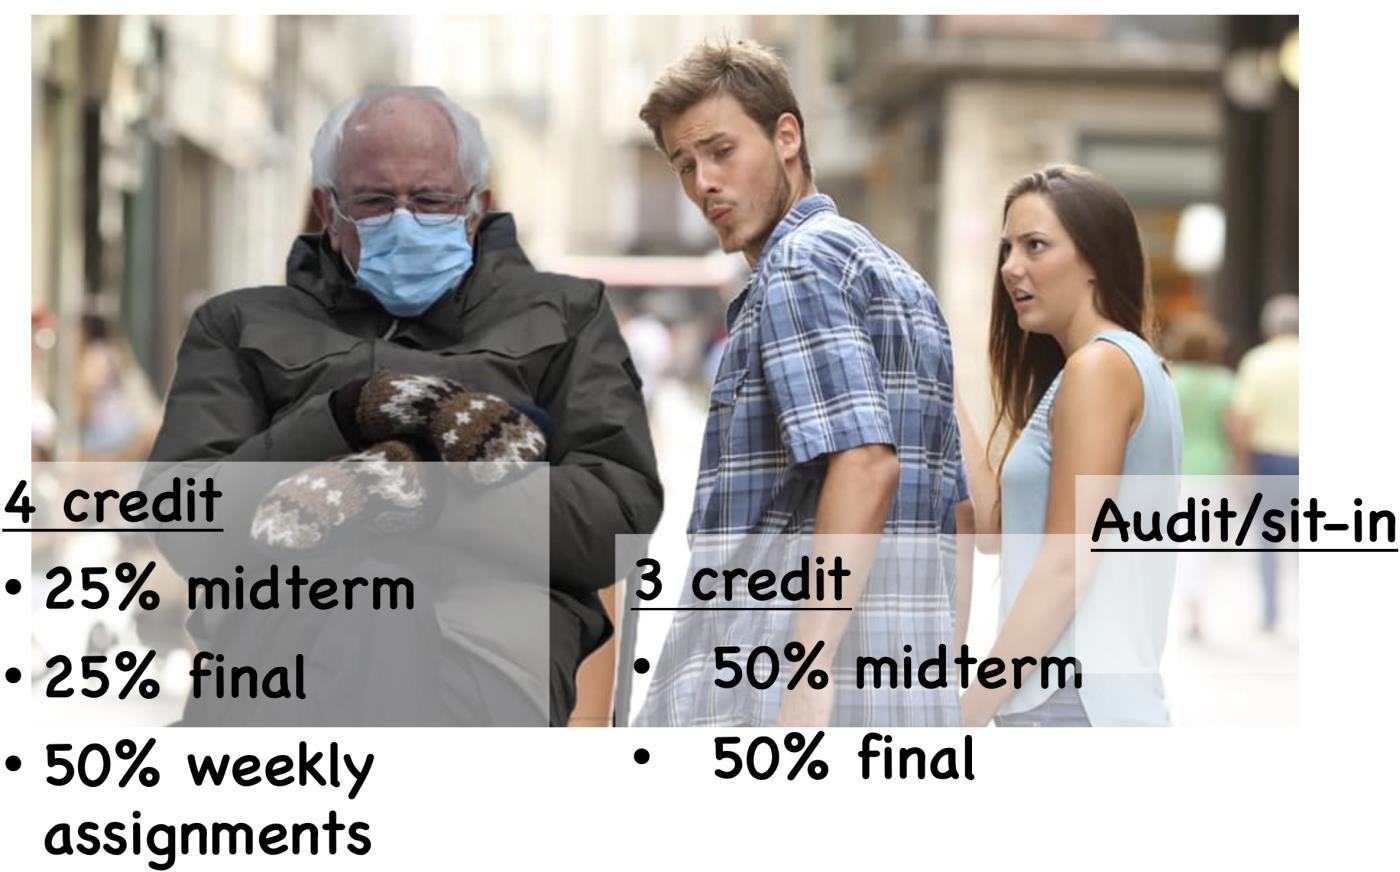 4 credit
• 25% midterm
• 25% final
• 50% weekly
assignments
3 credit
• 50% midterm
• 50% final
Audit/sit-in